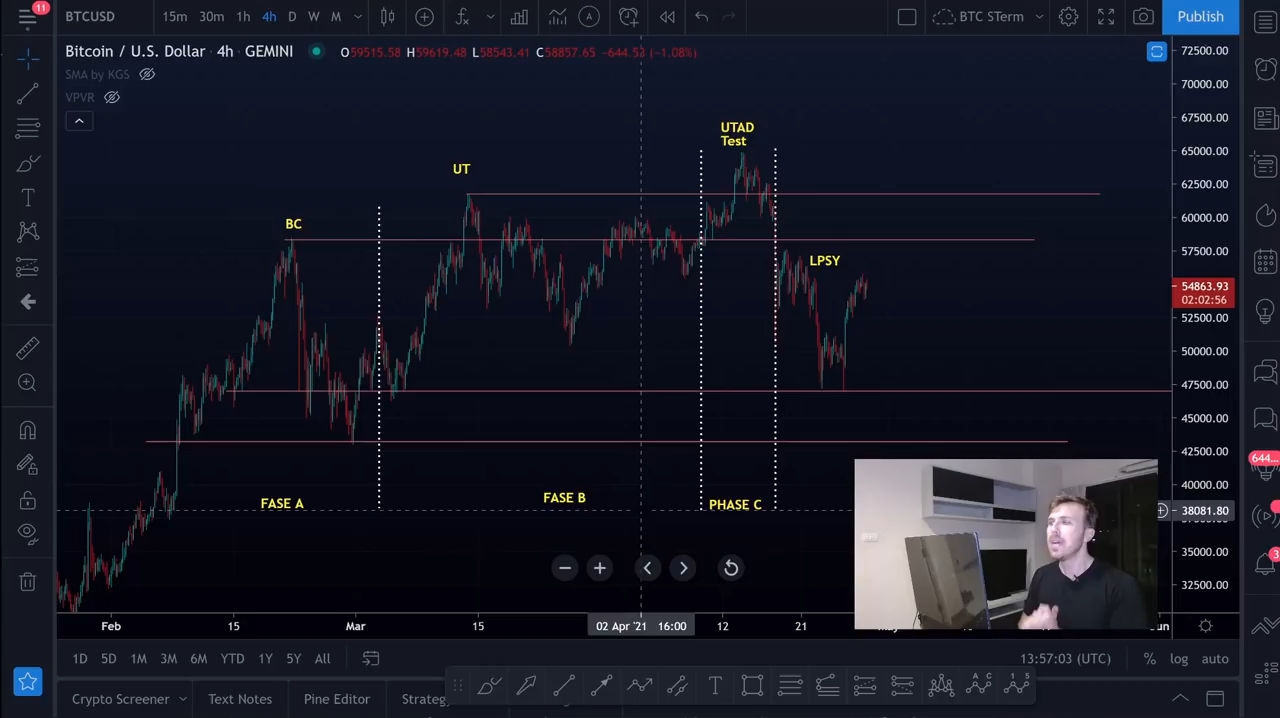 11
BTCUSD
15m 30m 1h 4h D W M
BTC STerm
Publish
Bitcoin / U.S. Dollar 4h GEMINI
O59515.58 H59619.48 L58543.41 C58857.65 -644.53 (-1.08%)
SMA by KGS
VPVR
72500.00
70000.00
67500.00
65000.00
62500.00
60000.00
57500.00
54863.93
02:02:56
52500.00
50000.00
47500.00
45000.00
42500.00
40000.00
38081.80
35000.00
32500.00
UTAD
Test
UT
BC
LPSY
FASE A
FASE B
PHASE C
644...
Feb 15 Mar 15 02 Apr '21 16:00 12 21
1D 5D 1M 3M 6M YTD 1Y 5Y All
13:57:03 (UTC)
% log auto
Crypto Screener Text Notes Pine Editor